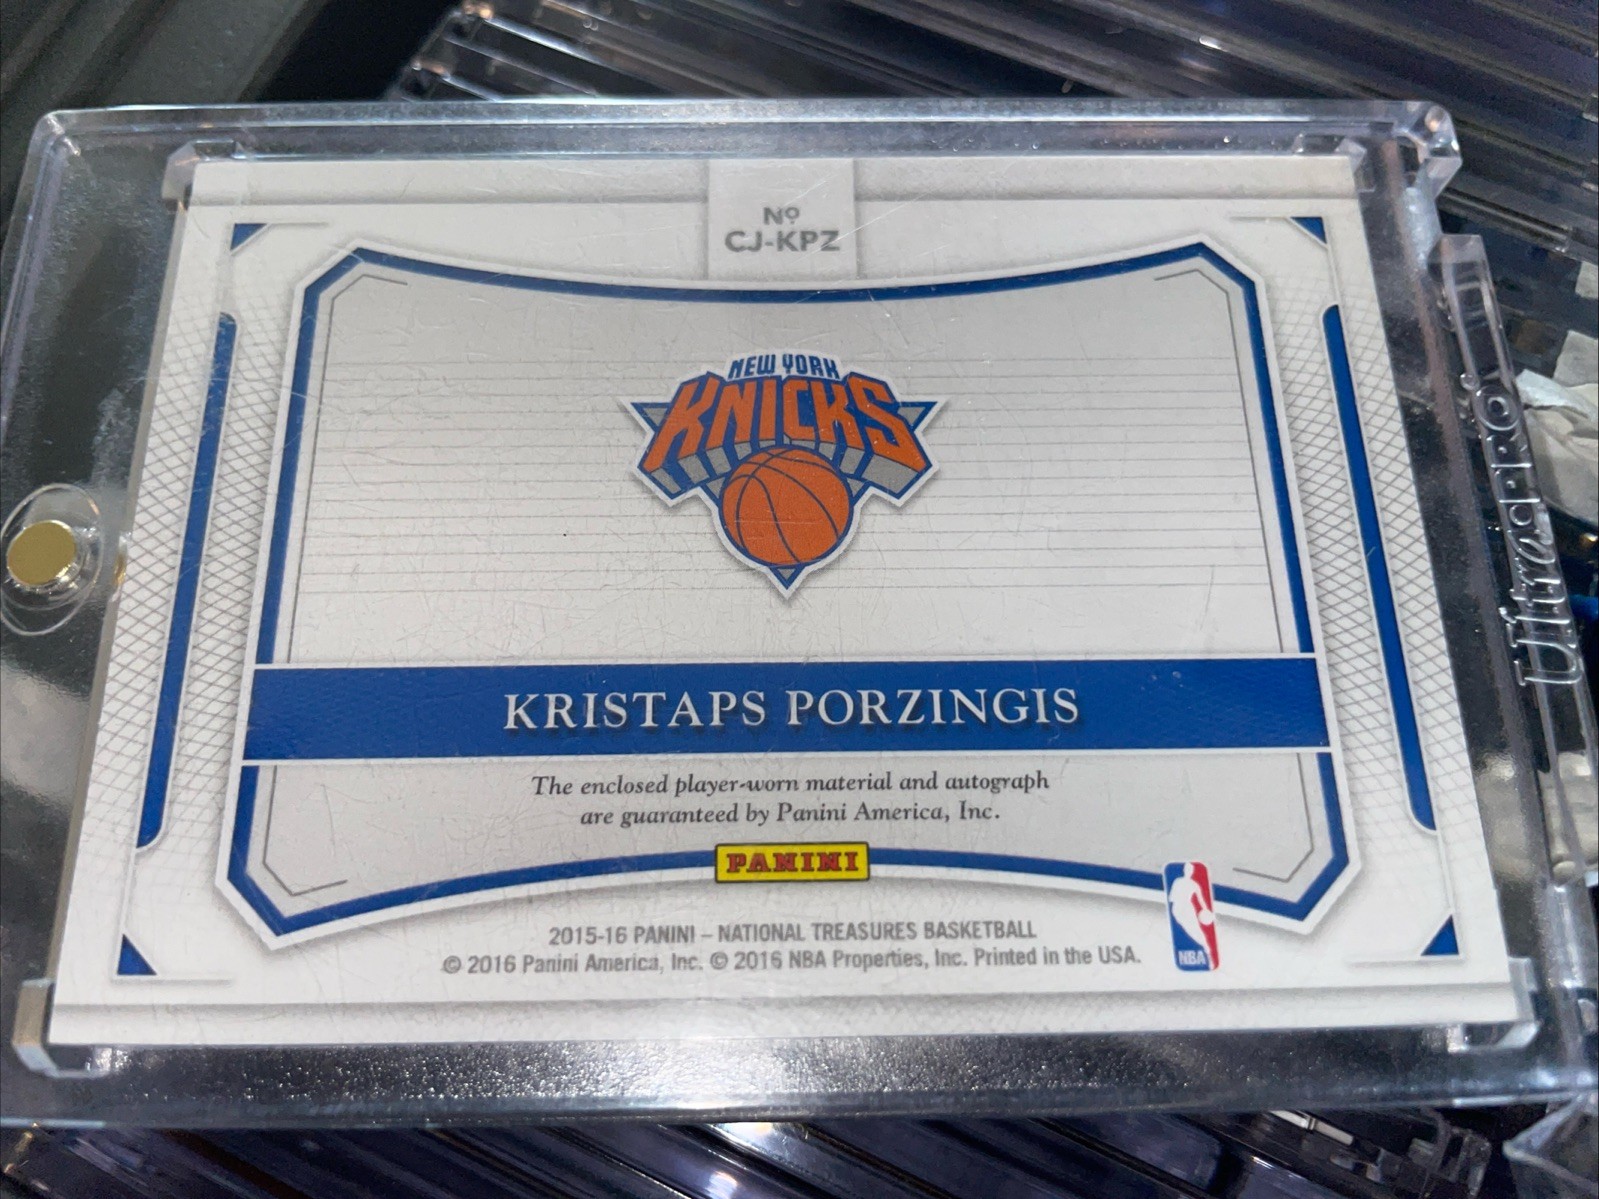 Nº
CJ-KPZ
NEW YORK
KNICKS
KRISTAPS PORZINGIS
The enclosed player-worn material and autograph
are guaranteed by Panini America, Inc.
PANINI
2015-16 PANINI – NATIONAL TREASURES BASKETBALL
© 2016 Panini America, Inc. © 2016 NBA Properties, Inc. Printed in the USA.
NBA
Ultra PRO